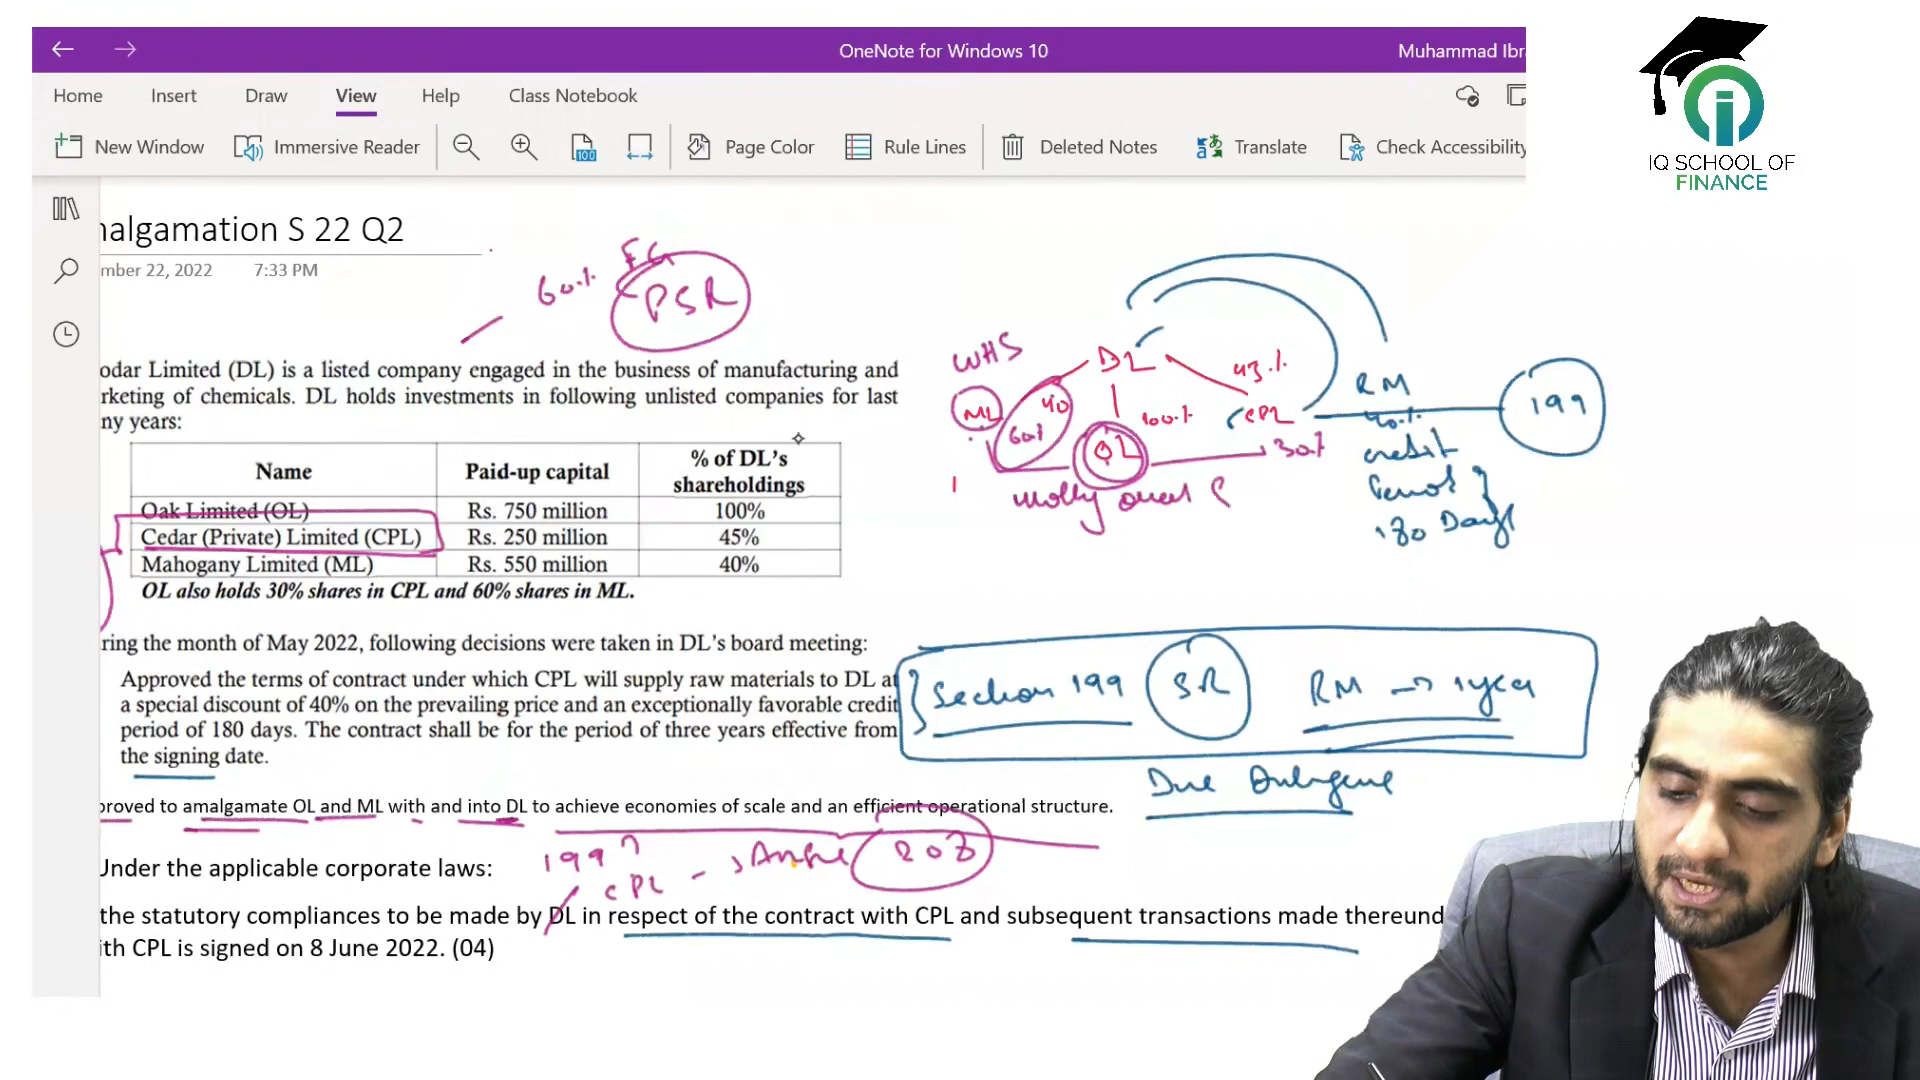 OneNote for Windows 10
Muhammad Ibr
Home Insert Draw View Help Class Notebook
New Window Immersive Reader Page Color Rule Lines Deleted Notes Translate Check Accessibility
IQ SCHOOL OF
FINANCE
nalgamation S 22 Q2
mber 22, 2022 7:33 PM
60%
PSR
odar Limited (DL) is a listed company engaged in the business of manufacturing and
rketing of chemicals. DL holds investments in following unlisted companies for last
ny years:
Name Paid-up capital % of DL's shareholdings
Oak Limited (OL) Rs. 750 million 100%
Cedar (Private) Limited (CPL) Rs. 250 million 45%
Mahogany Limited (ML) Rs. 550 million 40%
OL also holds 30% shares in CPL and 60% shares in ML.
WHS DL
ML 40 60% 100% CPL
OL 30%
RM 199
40%
credit
Period
180 Days
ring the month of May 2022, following decisions were taken in DL's board meeting:
Approved the terms of contract under which CPL will supply raw materials to DL at
a special discount of 40% on the prevailing price and an exceptionally favorable credit
period of 180 days. The contract shall be for the period of three years effective from
the signing date.
Section 199 SR RM → 1 year
Due
proved to amalgamate OL and ML with and into DL to achieve economies of scale and an efficient operational structure.
199?
CPL
Under the applicable corporate laws:
the statutory compliances to be made by DL in respect of the contract with CPL and subsequent transactions made thereund
ith CPL is signed on 8 June 2022. (04)